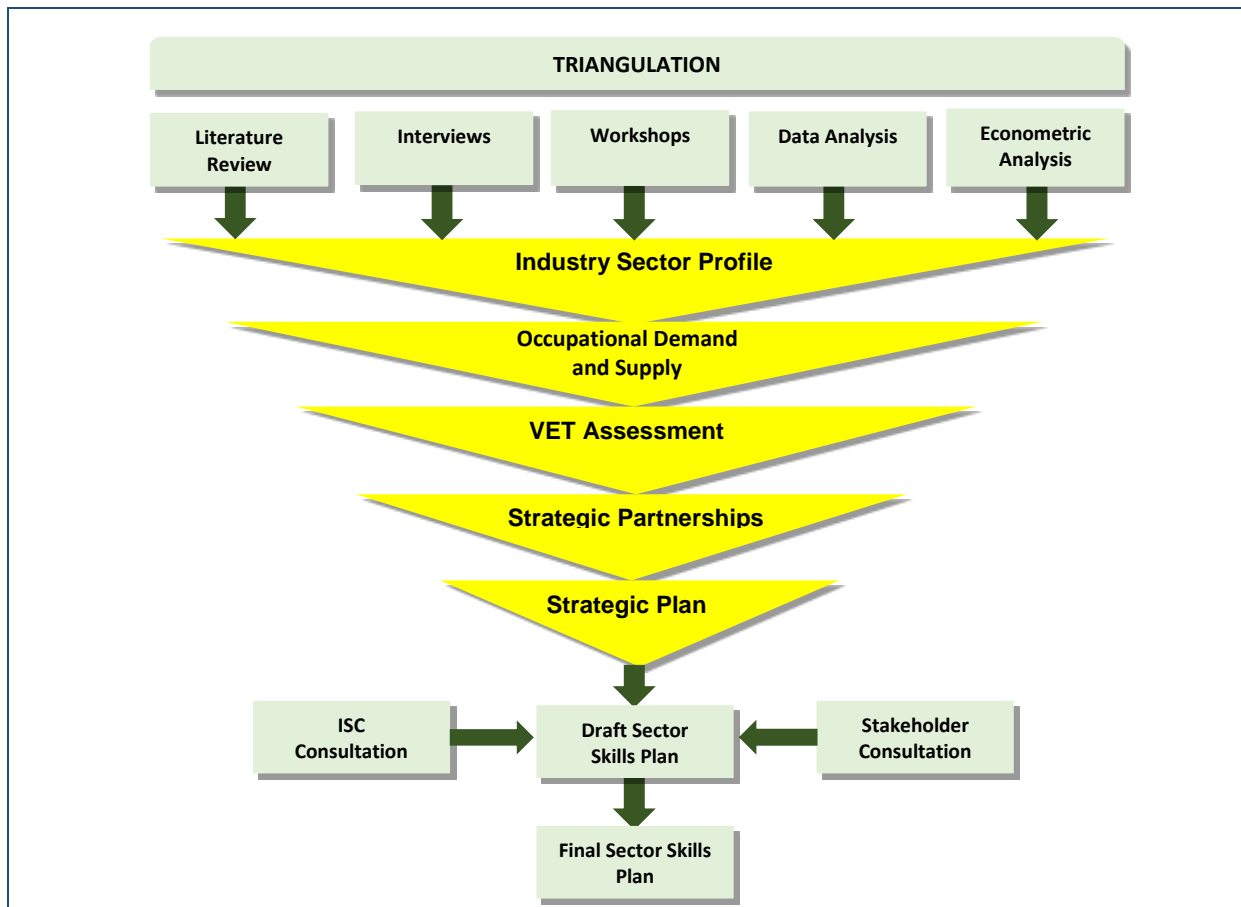 TRIANGULATION
Literature
Review
Interviews
Workshops
Data Analysis
Econometric
Analysis
Industry Sector Profile
Occupational Demand
and Supply
VET Assessment
Strategic Partnerships
Strategic Plan
ISC
Consultation
Draft Sector
Skills Plan
Stakeholder
Consultation
Final Sector Skills
Plan